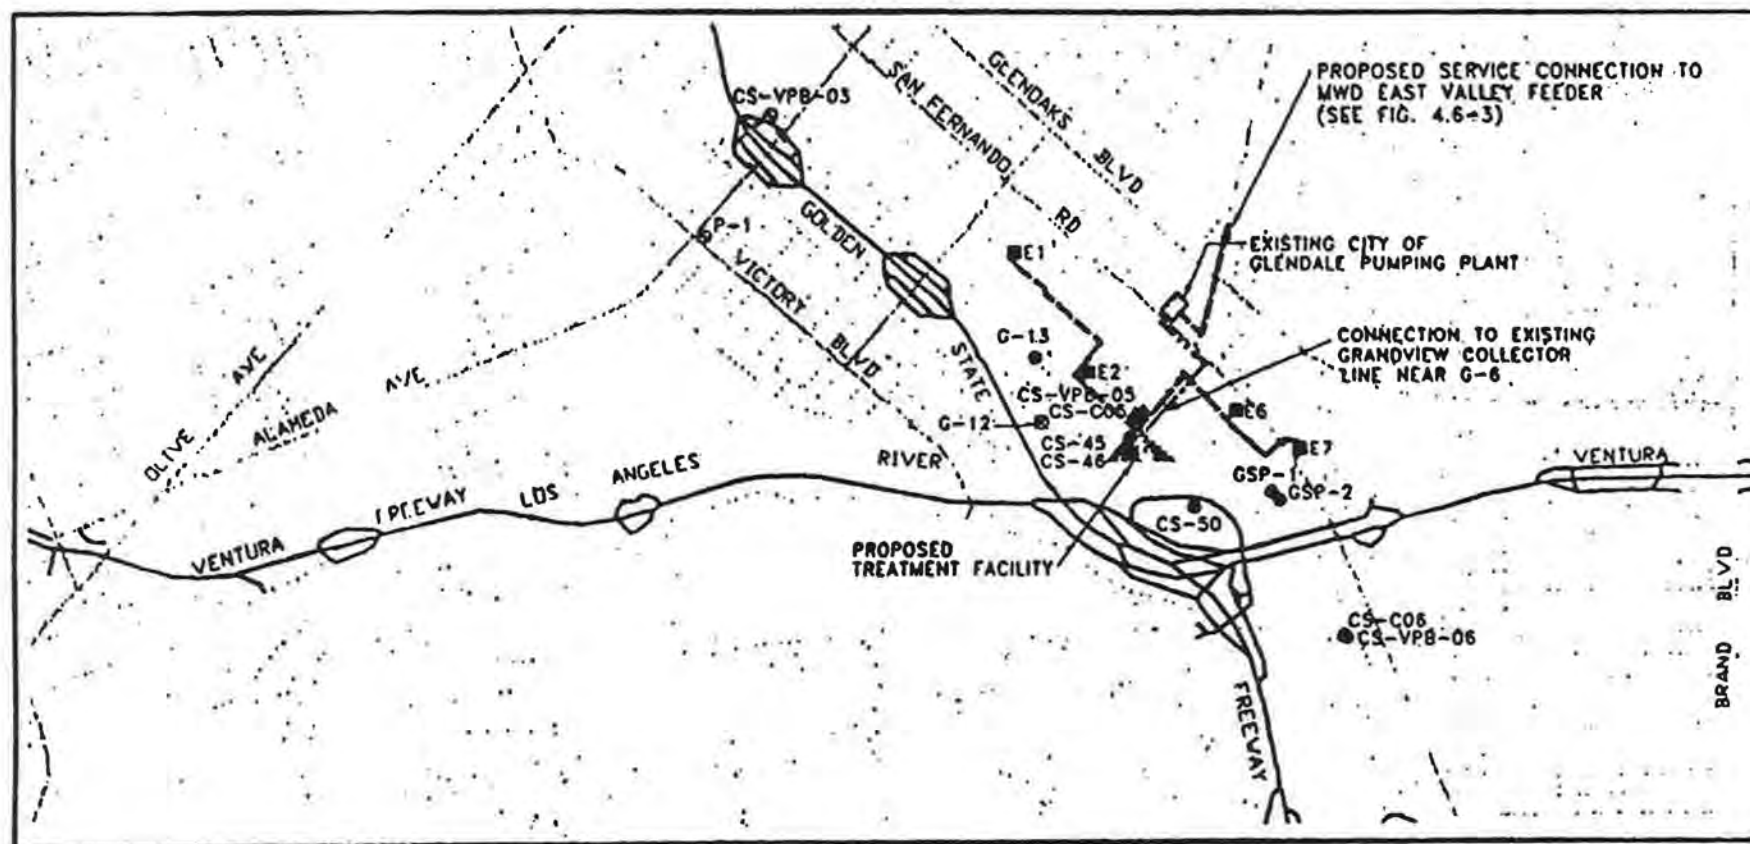 CS-VPB-03
SAN FERNANDO RD
GLENOAKS BLVD
PROPOSED SERVICE CONNECTION TO
MWD EAST VALLEY FEEDER
(SEE FIG. 4.6-3)
P-1
GOLDEN
STATE
FREEWAY
VICTORY
BLVD
E1
EXISTING CITY OF
GLENDALE PUMPING PLANT
G-13
CONNECTION TO EXISTING
GRANDVIEW COLLECTOR
LINE NEAR G-6
OLIVE AVE
ALAMEDA
AVE
E2
CS-VPB-05
CS-C06
G-12
CS-45
CS-46
E6
E7
GSP-1
GSP-2
CS-50
VENTURA
FREEWAY
LOS
ANGELES
RIVER
VENTURA
PROPOSED
TREATMENT FACILITY
CS-C06
CS-VPB-06
BRAND BLVD